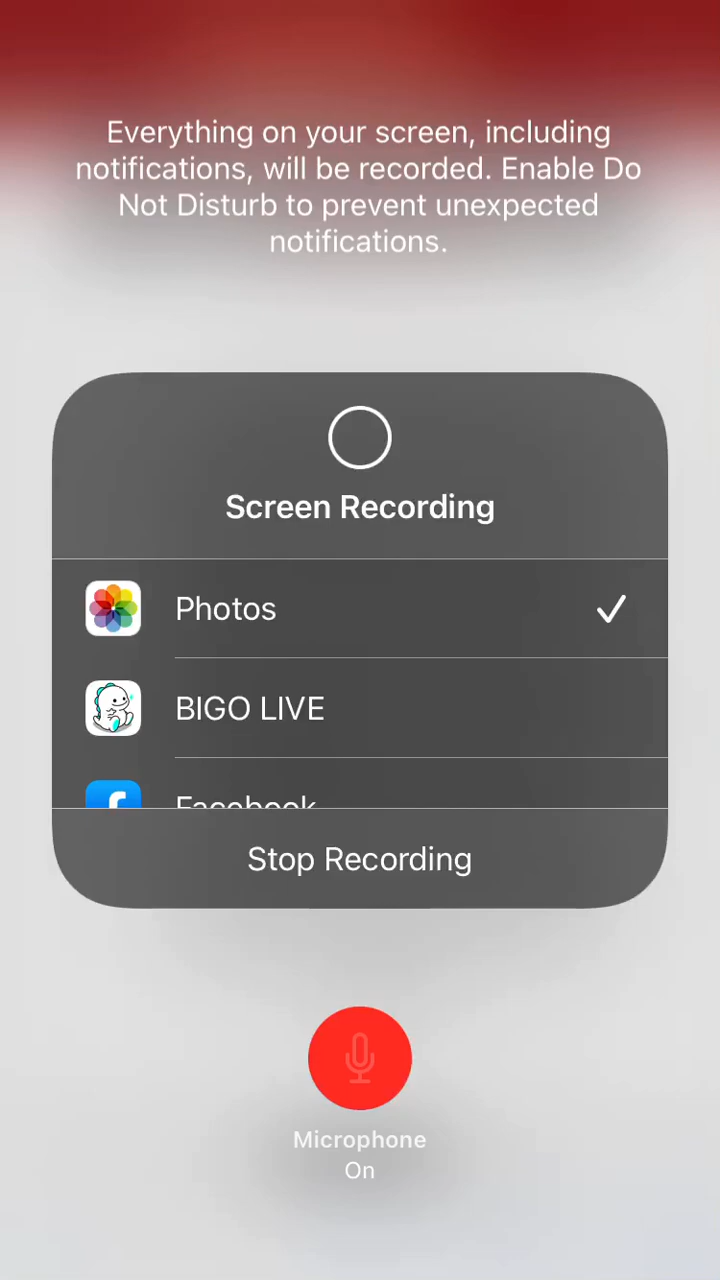 Everything on your screen, including
notifications, will be recorded. Enable Do
Not Disturb to prevent unexpected
notifications.
Screen Recording
Photos
BIGO LIVE
Facebook
Stop Recording
Microphone
On